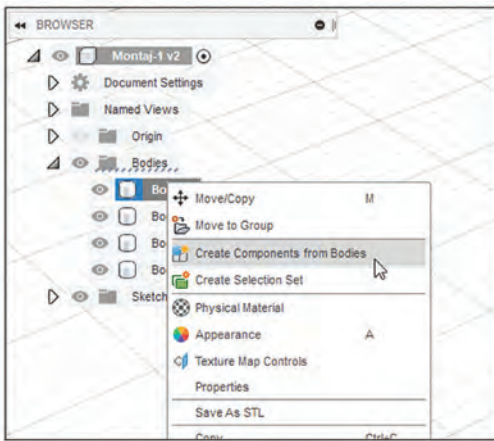 BROWSER
Montaj-1 v2
Document Settings
Named Views
Origin
Bodies
Bo
Move/Copy M
Bo
Move to Group
Bo
Create Components from Bodies
Bo
Create Selection Set
Sketch
Physical Material
Appearance A
Texture Map Controls
Properties
Save As STL
Copy Ctrl+C